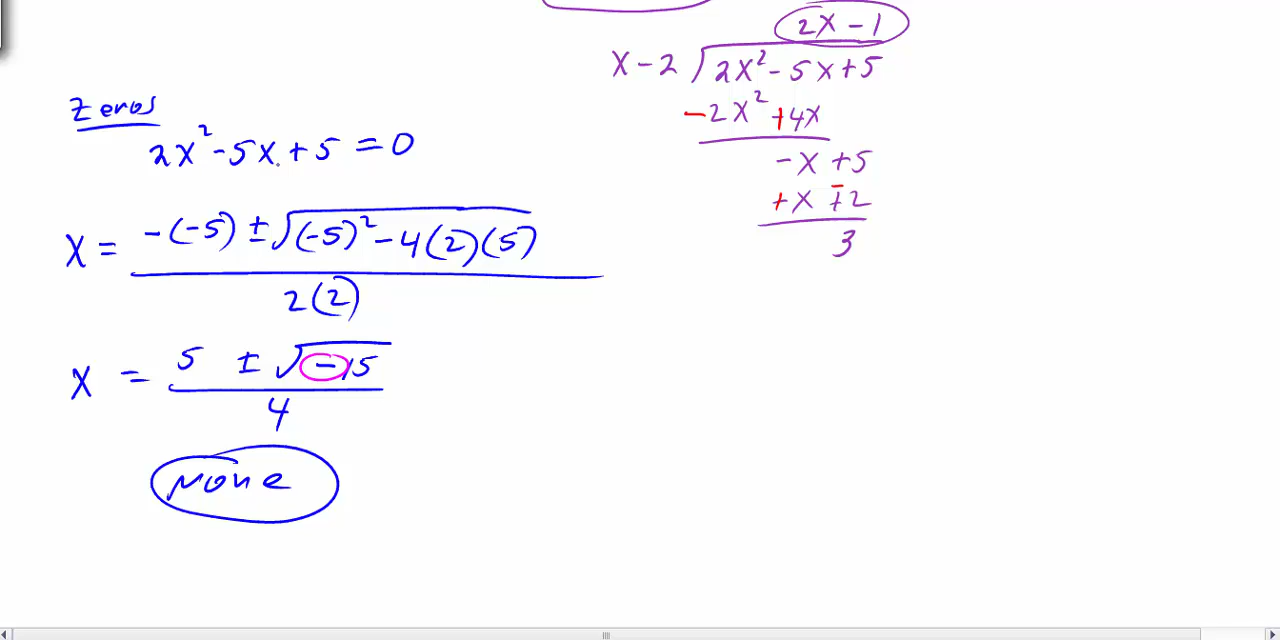 Zeros
2x² - 5x + 5 = 0
x = -(-5) ± √(-5)² - 4(2)(5)
2(2)
x = 5 ± √-15
4
None
2x - 1
x - 2 √2x² - 5x + 5
- 2x² + 4x
- x + 5
+ x +̄ 2
3